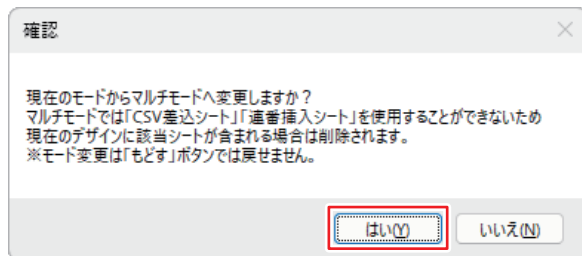 確認
現在のモードからマルチモードへ変更しますか？
マルチモードでは「CSV差込シート」「連番挿入シート」を使用することができないため
現在のデザインに該当シートが含まれる場合は削除されます。
※モード変更は「もどす」ボタンでは戻せません。
はい(Y) いいえ(N)